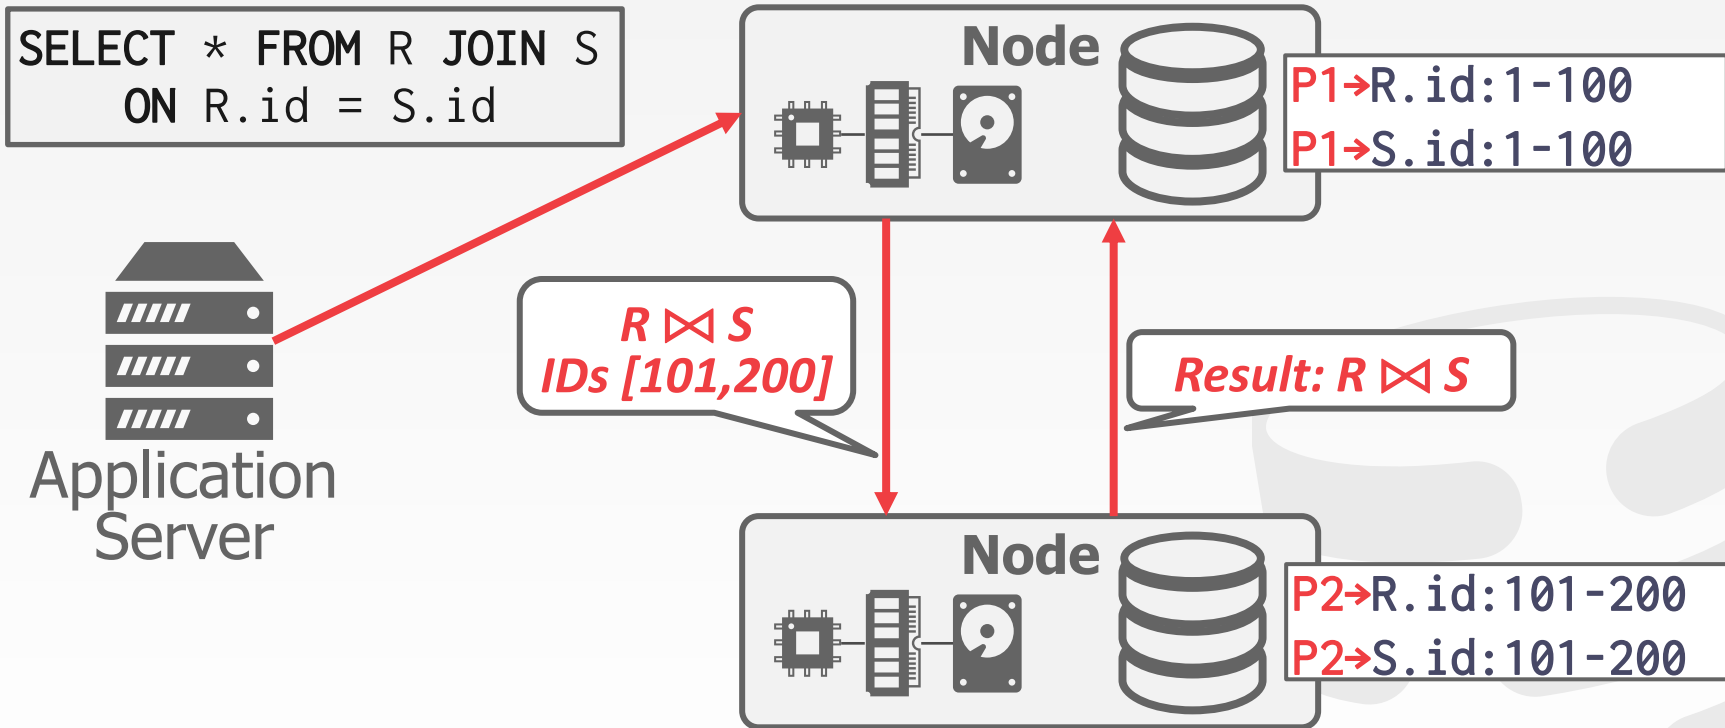 SELECT * FROM R JOIN S
ON R.id = S.id
Node
P1→R.id:1-100
P1→S.id:1-100
R ⋈ S
IDs [101,200]
Result: R ⋈ S
Application
Server
Node
P2→R.id:101-200
P2→S.id:101-200